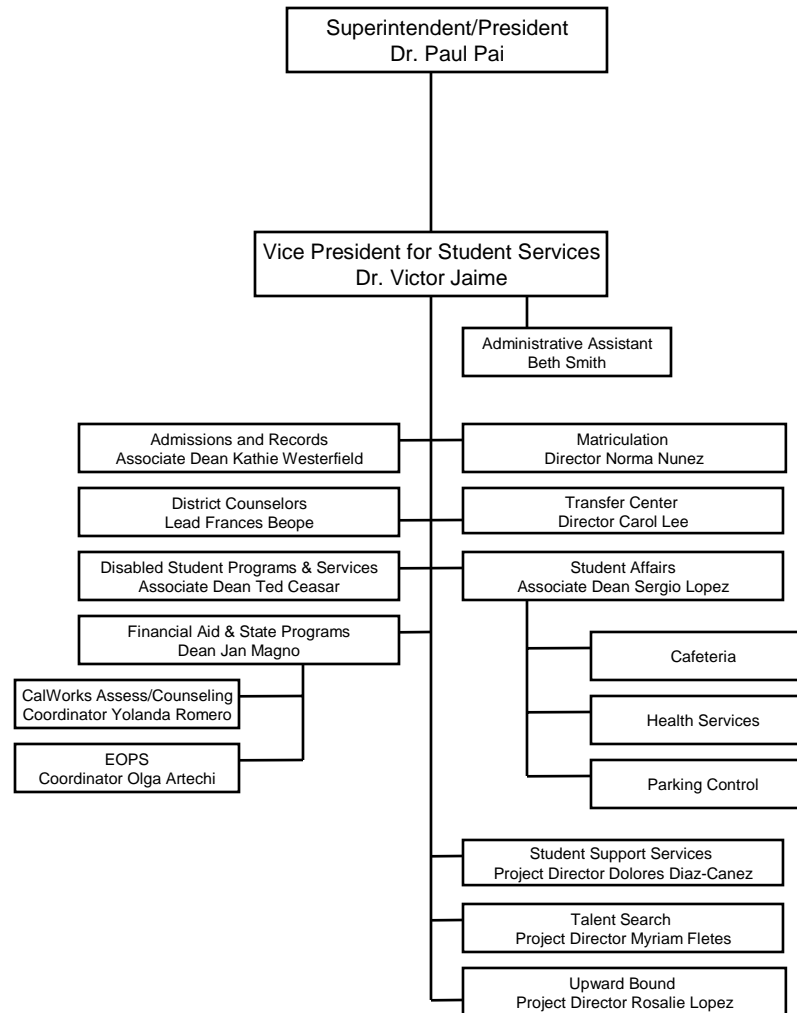 Superintendent/President
Dr. Paul Pai
Vice President for Student Services
Dr. Victor Jaime
Administrative Assistant
Beth Smith
Admissions and Records
Associate Dean Kathie Westerfield
Matriculation
Director Norma Nunez
District Counselors
Lead Frances Beope
Transfer Center
Director Carol Lee
Disabled Student Programs & Services
Associate Dean Ted Ceasar
Student Affairs
Associate Dean Sergio Lopez
Financial Aid & State Programs
Dean Jan Magno
Cafeteria
CalWorks Assess/Counseling
Coordinator Yolanda Romero
Health Services
EOPS
Coordinator Olga Artechi
Parking Control
Student Support Services
Project Director Dolores Diaz-Canez
Talent Search
Project Director Myriam Fletes
Upward Bound
Project Director Rosalie Lopez